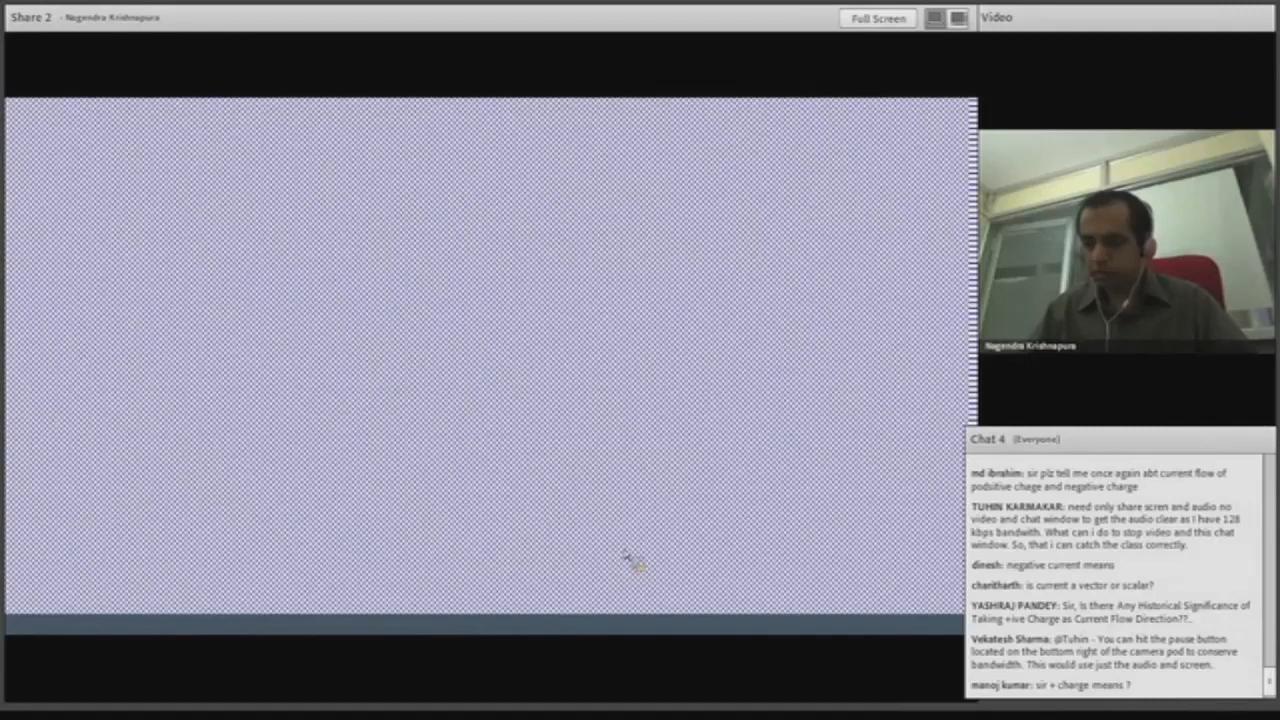 Share 2 - Nagendra Krishnapura
Full Screen
Video
Nagendra Krishnapura
Chat 4 (Everyone)
md ibrahim: sir plz tell me once again abt current flow of
podsitive chage and negative charge
TUHIN KARMAKAR: need only share scren and audio no
video and chat window to get the audio clear as I have 128
kbps bandwith. What can i do to stop video and this chat
window. So, that i can catch the class correctly.
dinesh: negative current means
charitharth: is current a vector or scalar?
YASHRAJ PANDEY: Sir, Is there Any Historical Significance of
Taking +ive Charge as Current Flow Direction??..
Vekatesh Sharma: @Tuhin - You can hit the pause button
located on the bottom right of the camera pod to conserve
bandwidth. This would use just the audio and screen.
manoj kumar: sir + charge means ?